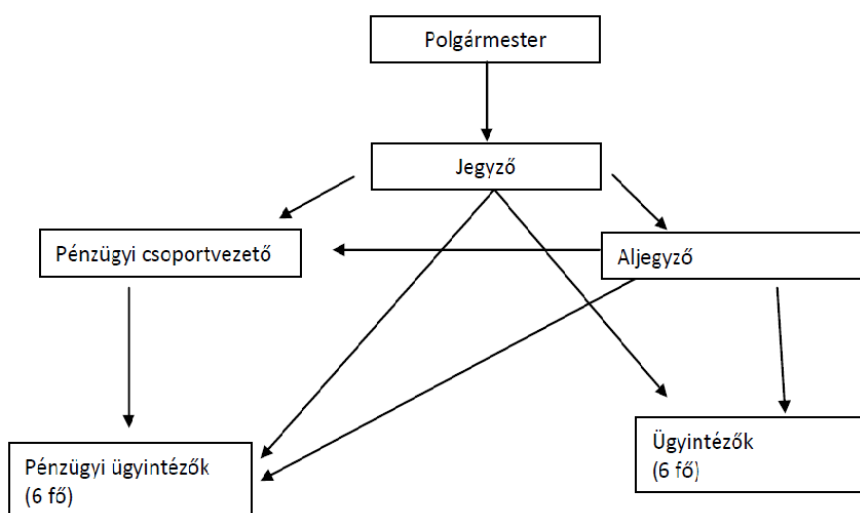 Polgármester
Jegyző
Pénzügyi csoportvezető
Aljegyző
Pénzügyi ügyintézők
(6 fő)
Ügyintézők
(6 fő)